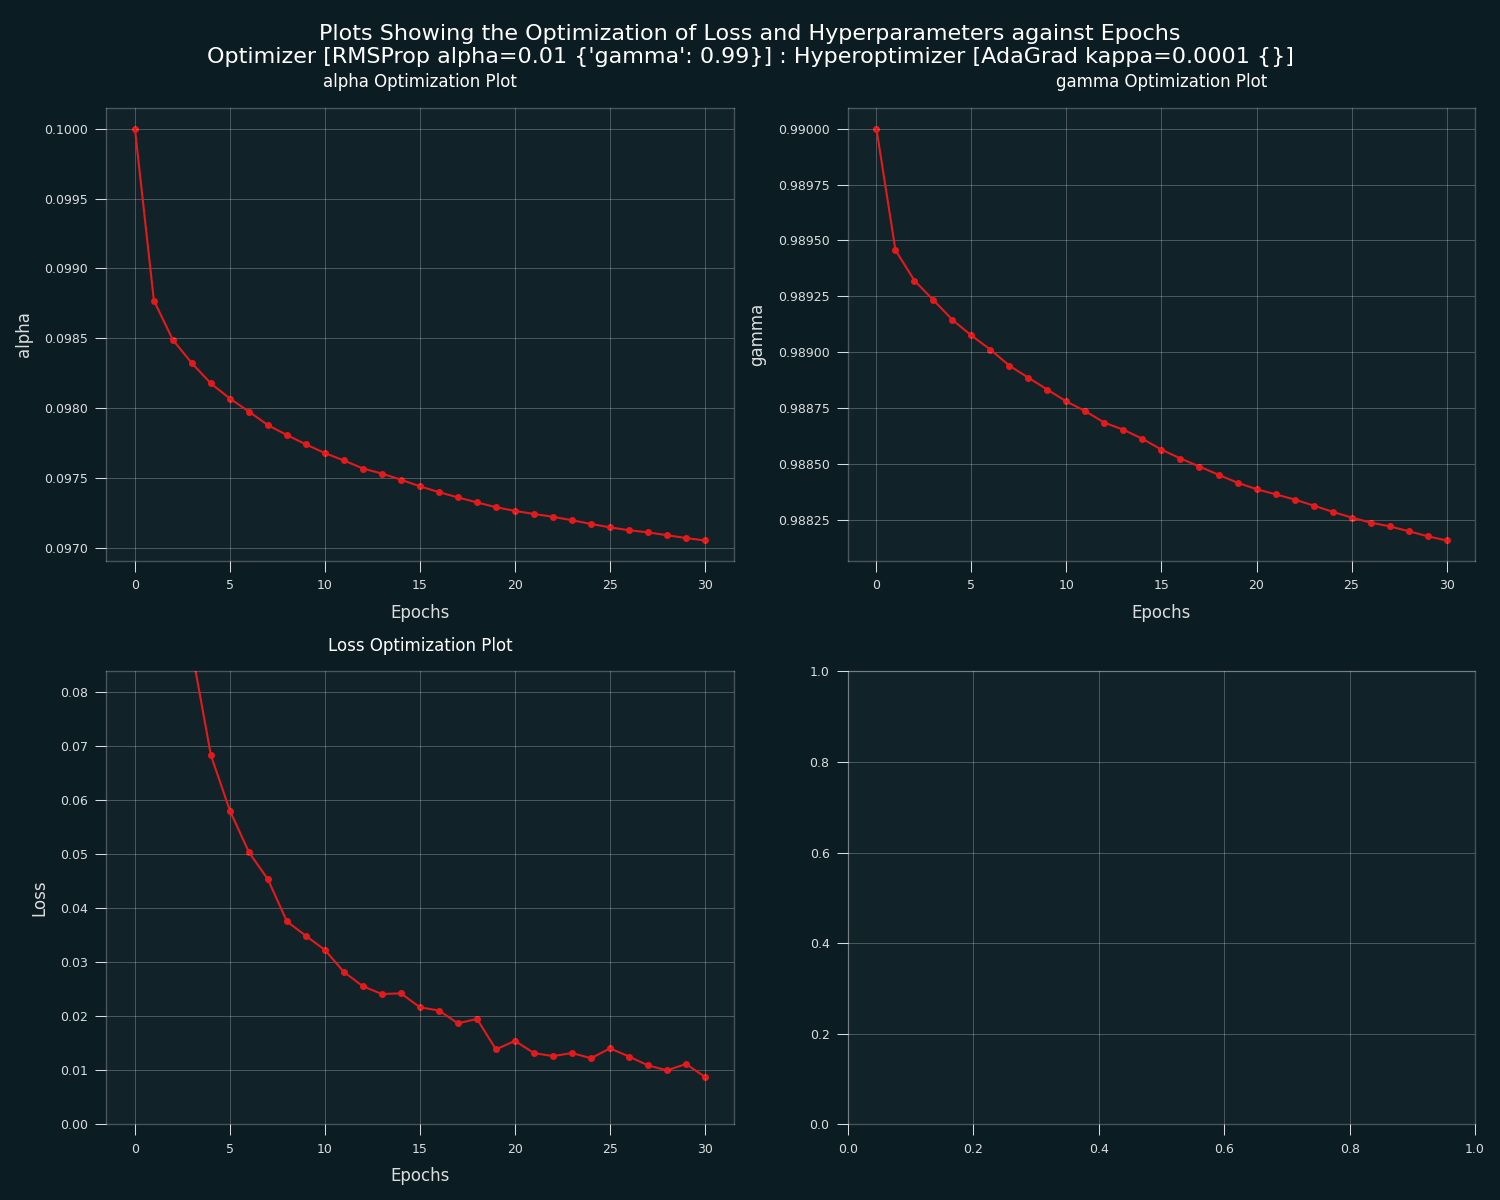 Plots Showing the Optimization of Loss and Hyperparameters against Epochs
Optimizer [RMSProp alpha=0.01 {'gamma': 0.99}] : Hyperoptimizer [AdaGrad kappa=0.0001 {}]
alpha Optimization Plot
0.1000
0.0995
0.0990
0.0985
0.0980
0.0975
0.0970
alpha
0 5 10 15 20 25 30
Epochs
gamma Optimization Plot
0.99000
0.98975
0.98950
0.98925
0.98900
0.98875
0.98850
0.98825
gamma
0 5 10 15 20 25 30
Epochs
Loss Optimization Plot
0.08
0.07
0.06
0.05
0.04
0.03
0.02
0.01
0.00
Loss
0 5 10 15 20 25 30
Epochs
1.0
0.8
0.6
0.4
0.2
0.0
0.0 0.2 0.4 0.6 0.8 1.0